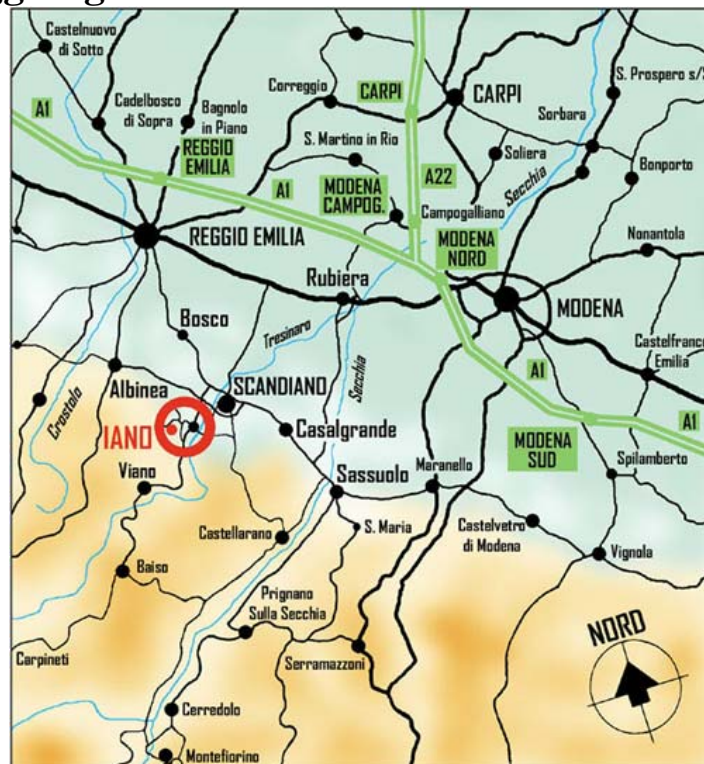 Castelnuovo
di Sotto
Cadelbosco
di Sopra
Bagnolo
in Piano
Correggio
CARPI
CARPI
S. Prospero s/S
Sorbara
A1
REGGIO
EMILIA
S. Martino in Rio
Soliera
Bonporto
A1
MODENA
CAMPOG.
A22
Secchia
Campogalliano
REGGIO EMILIA
MODENA
NORD
Nonantola
Rubiera
MODENA
Bosco
Tresinaro
Secchia
Castelfranco
Emilia
Crostolo
Albinea
SCANDIANO
A1
A1
IANO
Casalgrande
MODENA
SUD
Viano
Sassuolo
Maranello
Spilamberto
Castellarano
S. Maria
Castelvetro
di Modena
Vignola
Baiso
Prignano
Sulla Secchia
NORD
Carpineti
Serramazzoni
Cerredolo
Montefiorino